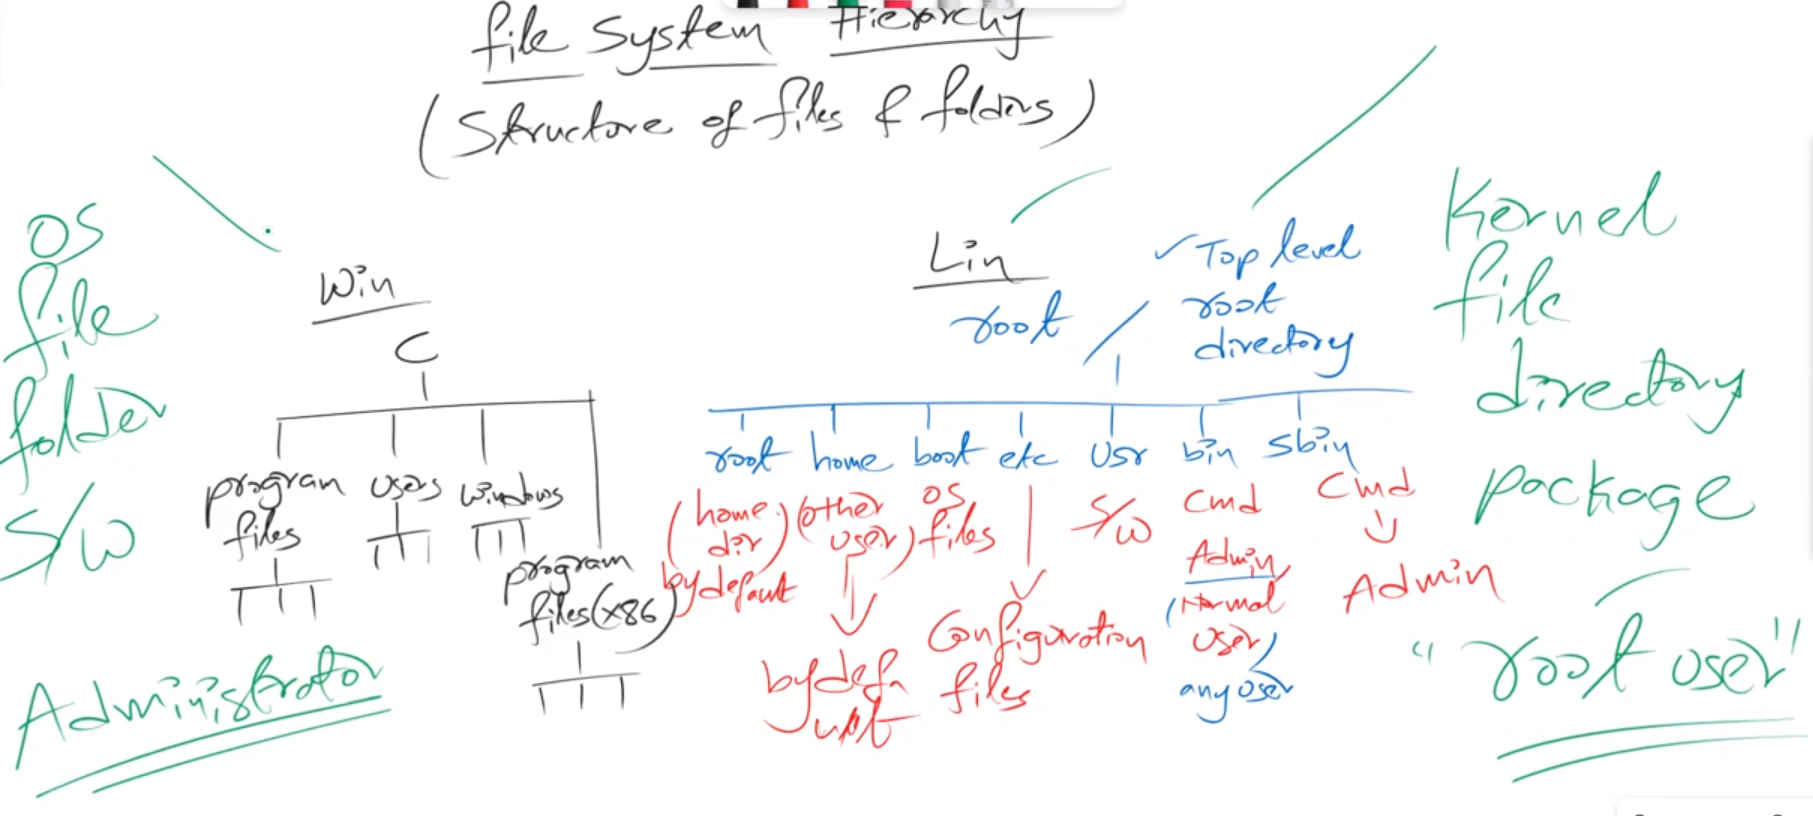 File System Hierarchy
(Structure of files & folders)
OS
file
folder
S/W
Administrator
Win
C
program files
users
windows
program files(x86)
Lin
root
/
✓ Top level
root
directory
root
home
boot
etc
usr
bin
sbin
(home dir)
by default
(other user)
by defa
ult
OS
files
Configuration
files
S/W
Cmd
Admin/
(Normal
user/
any user
Cmd
Admin
Kernel
file
directory
package
"root user"